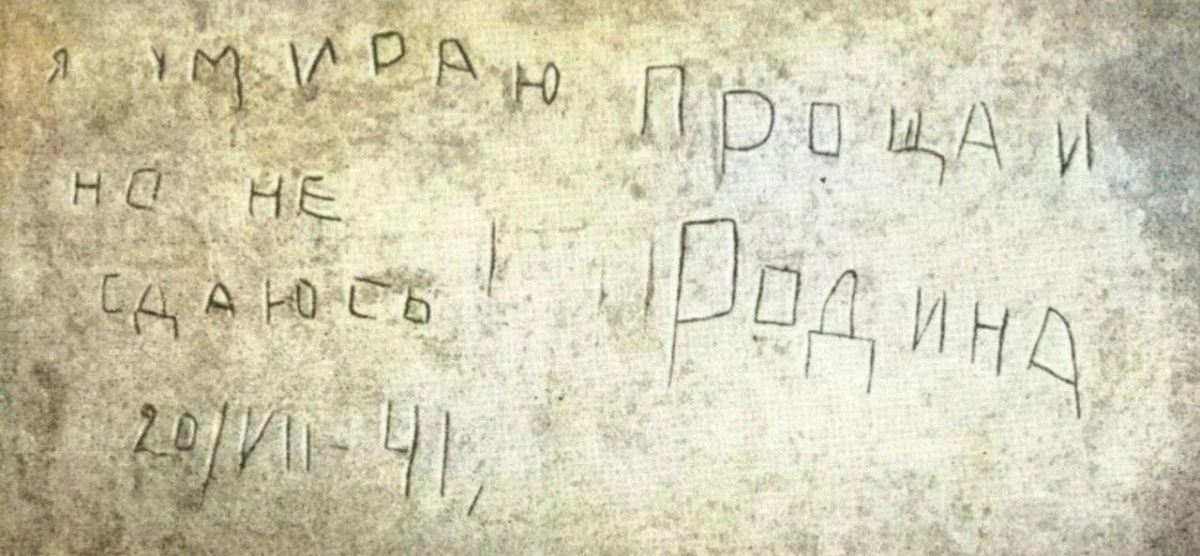 я УМИРАЮ
НО НЕ
СДАЮСЬ!
ПРОЩАИ
РОДИНА
20/VII-41,